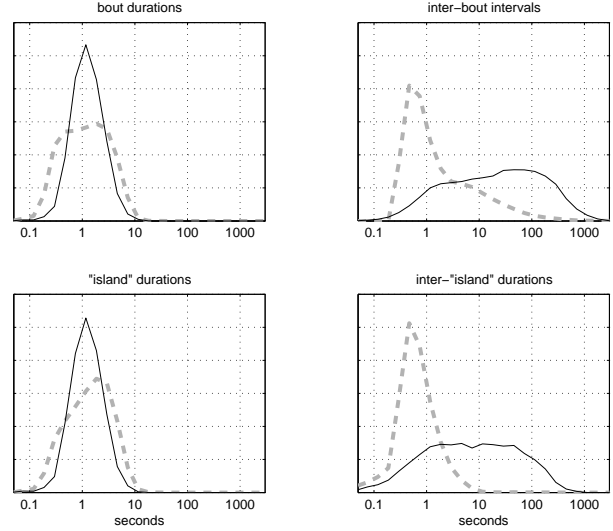 bout durations
inter−bout intervals
0.1 1 10 100 1000
0.1 1 10 100 1000
"island" durations
inter−"island" durations
0.1 1 10 100 1000
0.1 1 10 100 1000
seconds
seconds